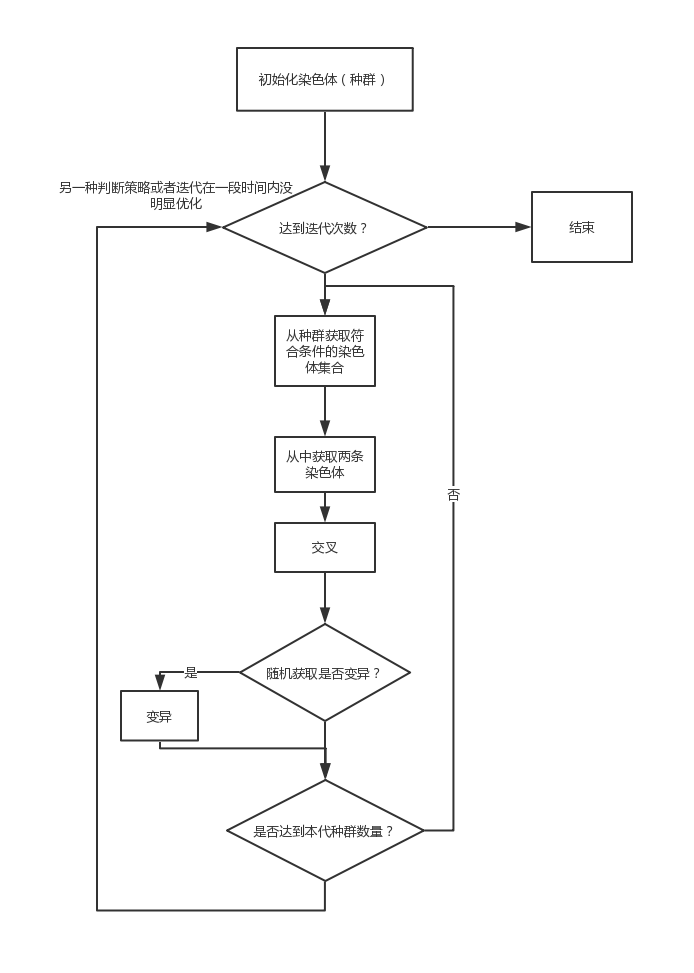 初始化染色体（种群）
另一种判断策略或者迭代在一段时间内没
明显优化
达到迭代次数？
结束
从种群获取符
合条件的染色
体集合
从中获取两条
染色体
否
交叉
随机获取是否变异？
是
变异
是否达到本代种群数量？